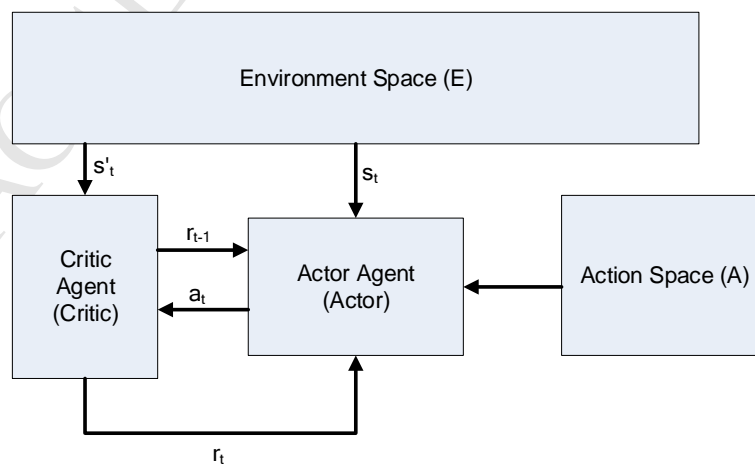 Environment Space (E)
s't
st
Critic
Agent
(Critic)
rt-1
at
Actor Agent
(Actor)
Action Space (A)
rt